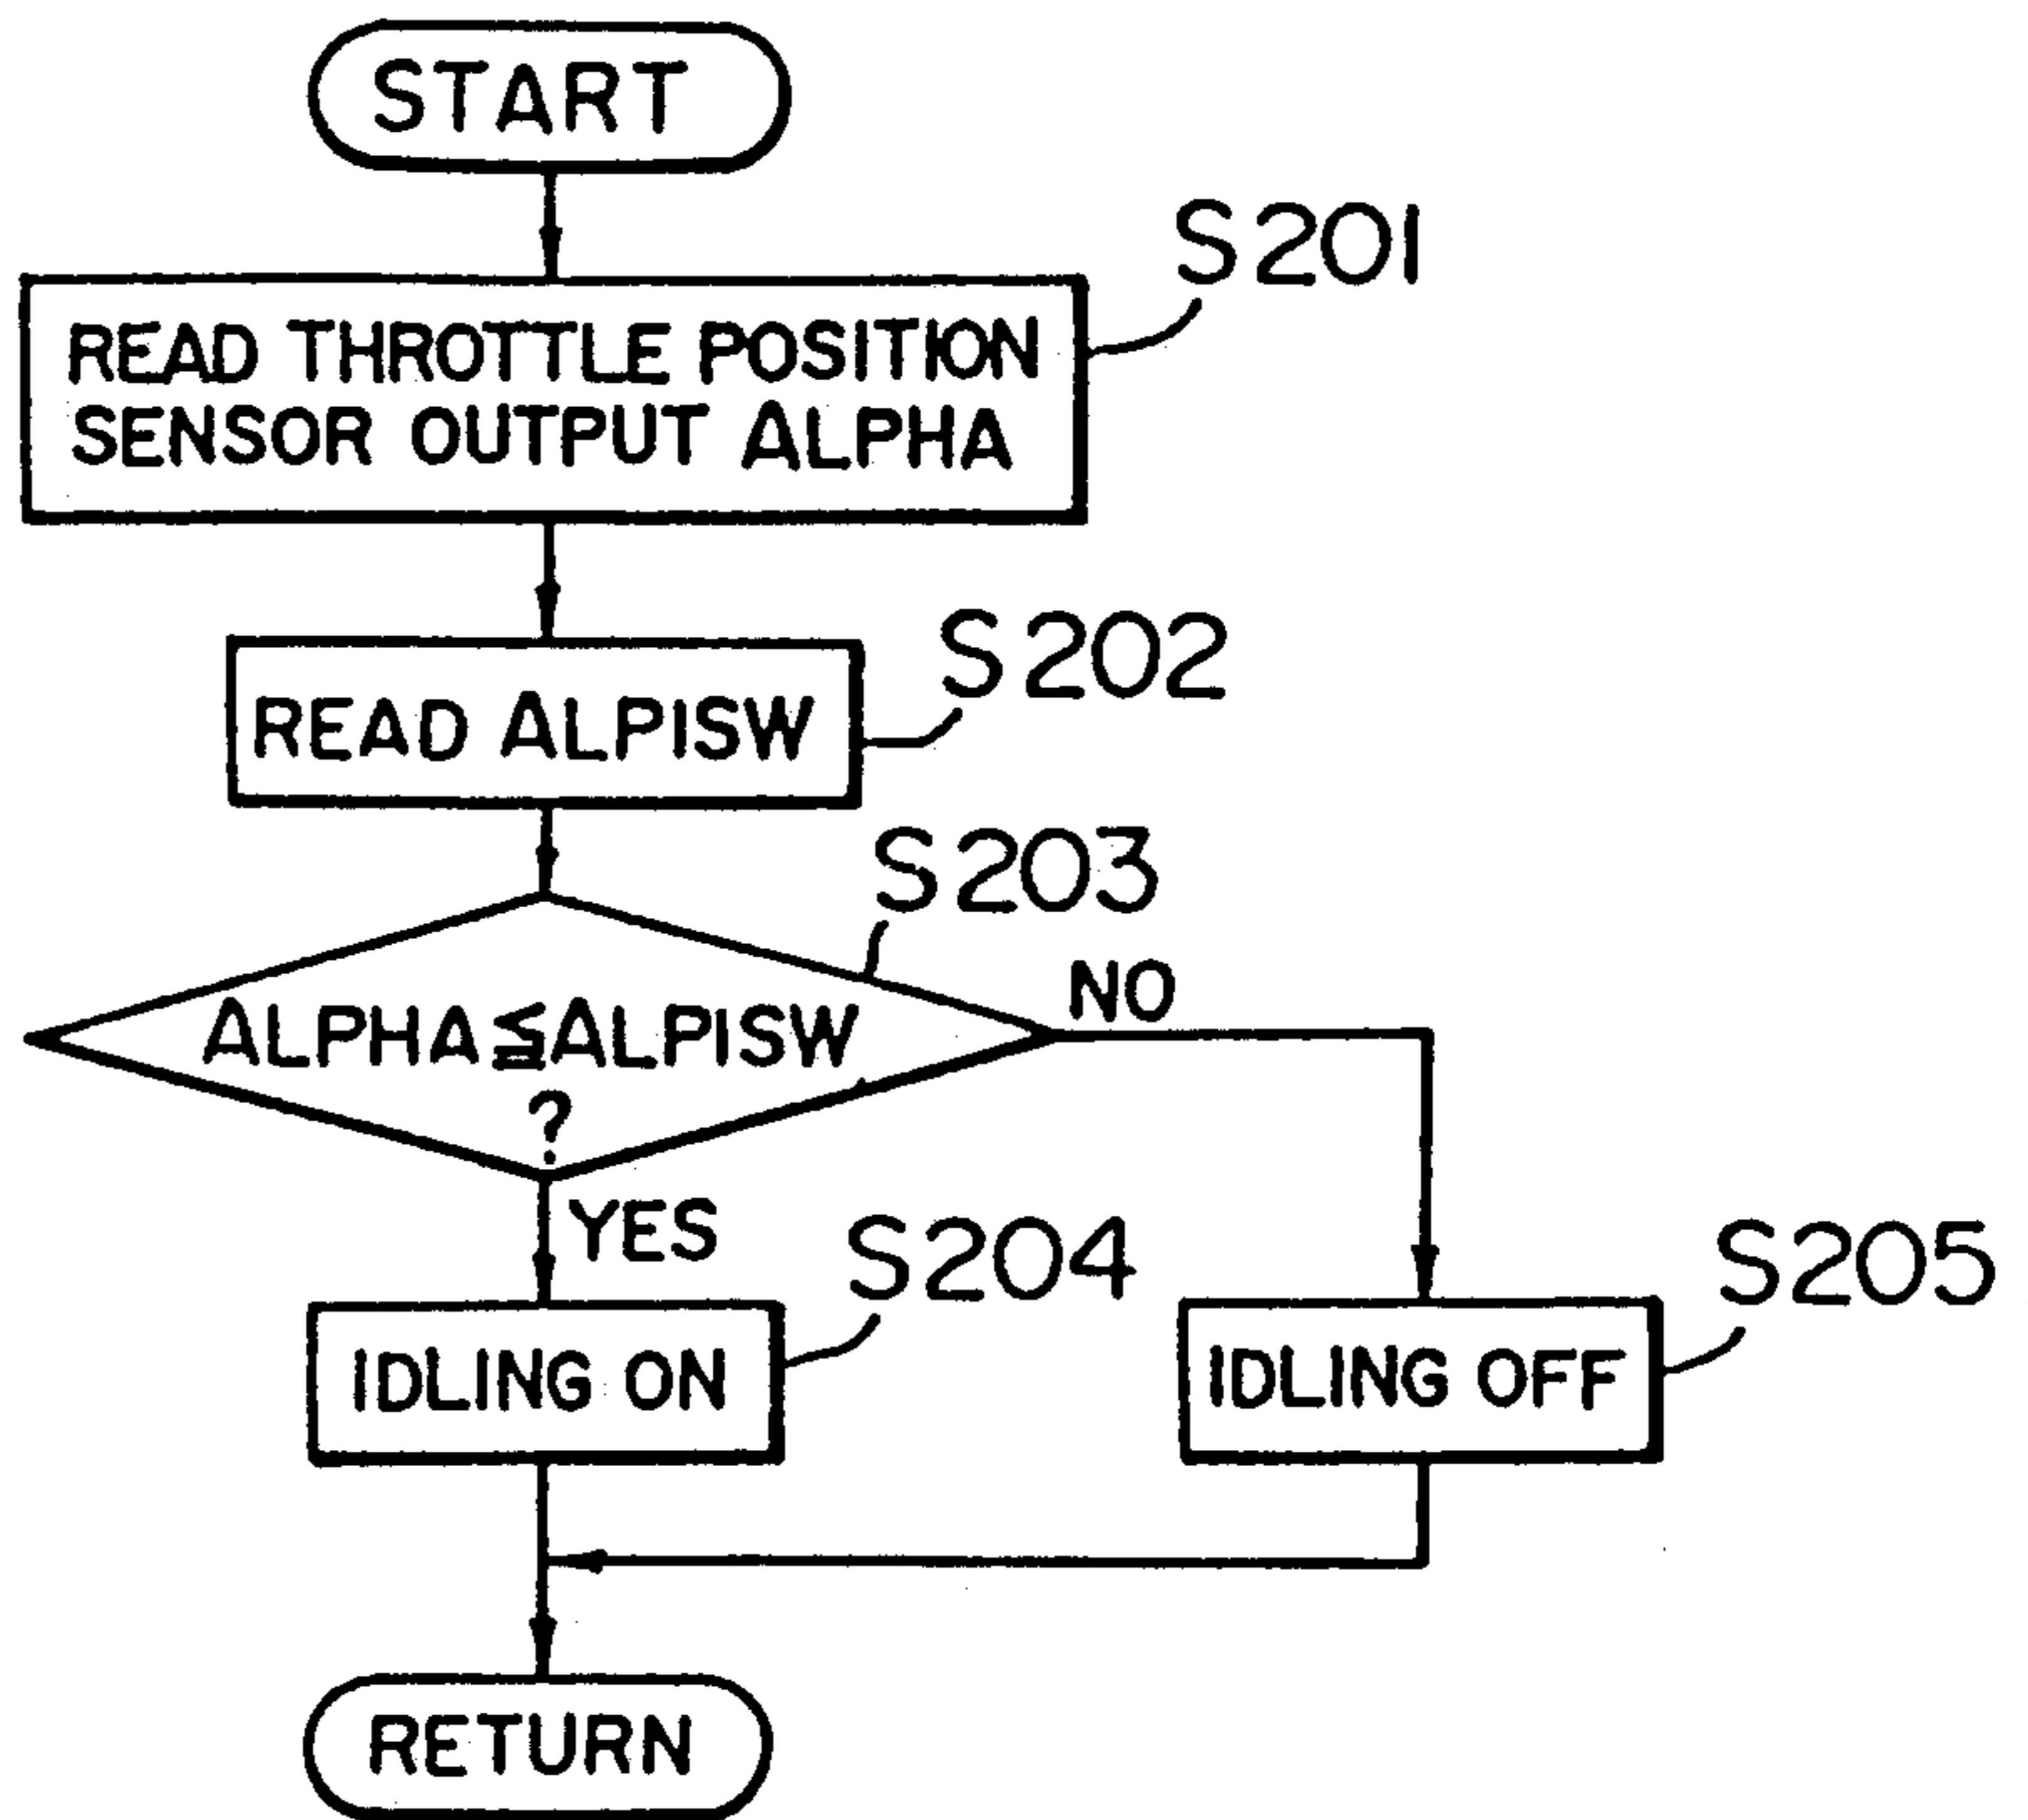 START
S201
READ THROTTLE POSITION
SENSOR OUTPUT ALPHA
S202
READ ALPISW
S203
NO
ALPHA≦ALPISW
?
YES
S204
S205
IDLING ON
IDLING OFF
RETURN